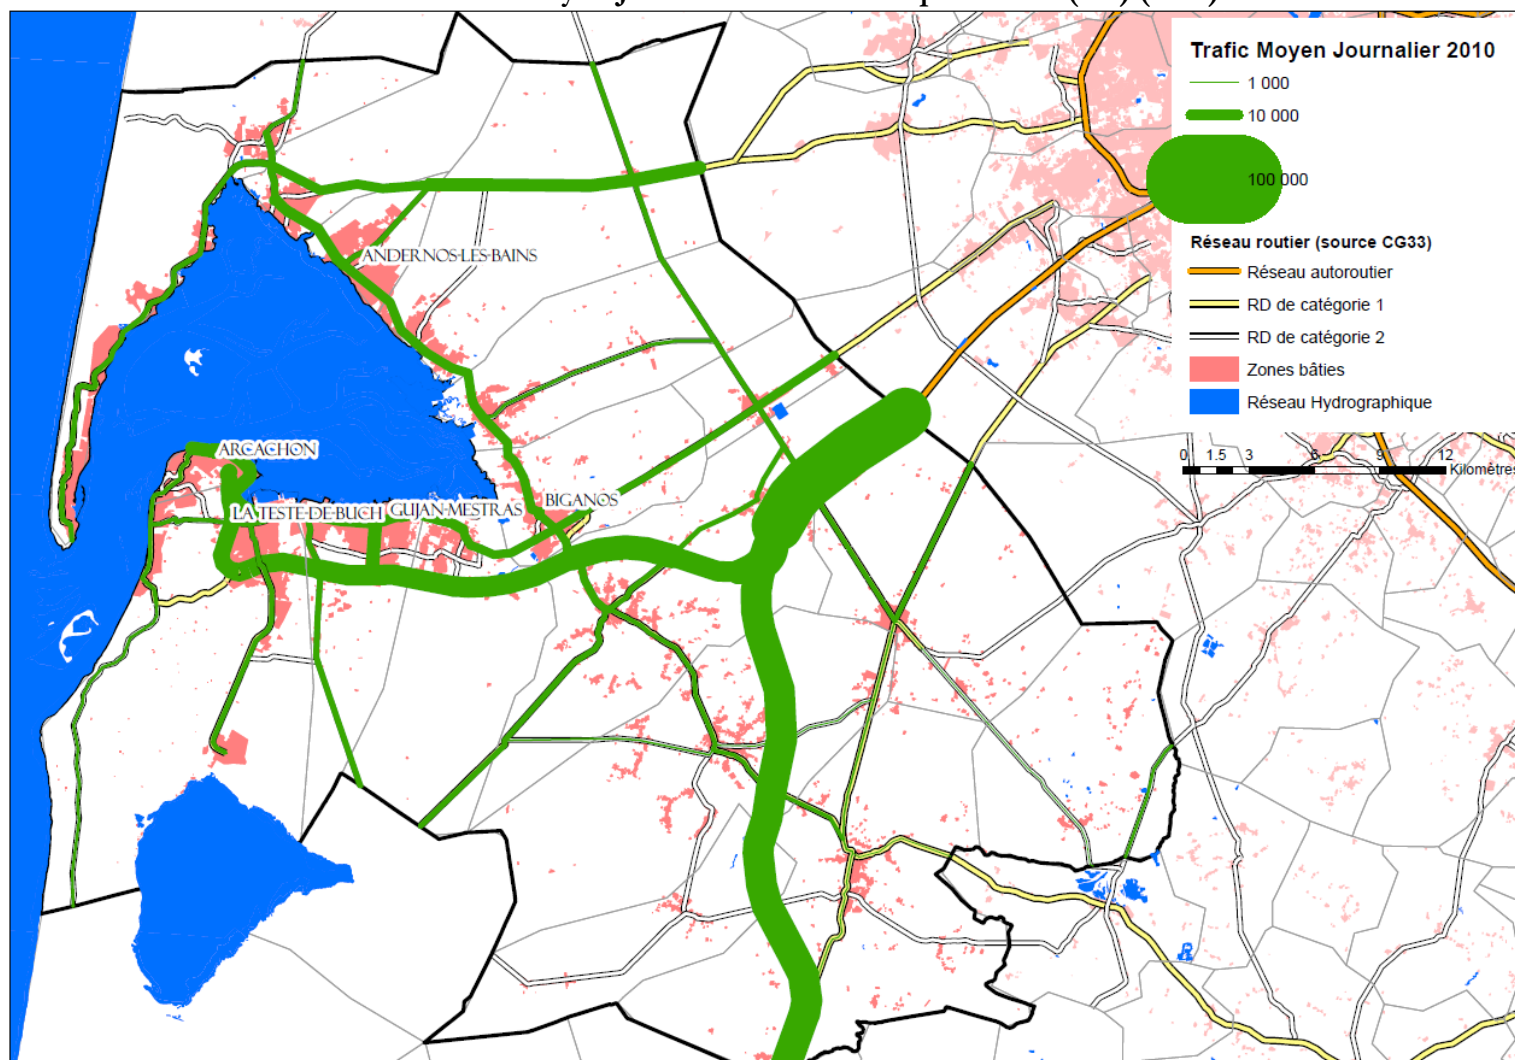 Trafic Moyen Journalier 2010
1 000
10 000
100 000
Réseau routier (source CG33)
Réseau autoroutier
RD de catégorie 1
RD de catégorie 2
Zones bâties
Réseau Hydrographique
0 1.5 3 6 9 12
Kilomètres
ANDERNOS-LES-BAINS
ARCACHON
LA TESTE-DE-BUCH
GUJAN-MESTRAS
BIGANOS